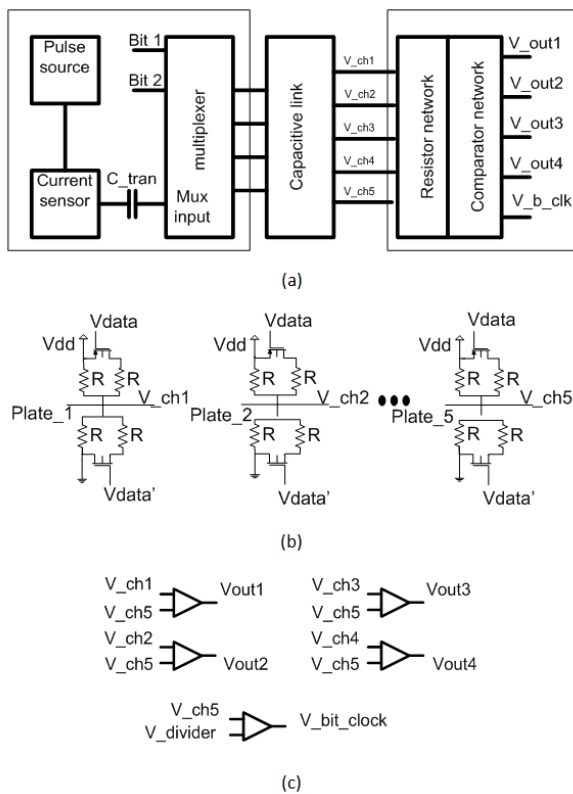 Pulse source
Current sensor
C_tran
Bit 1
Bit 2
multiplexer
Mux input
Capacitive link
V_ch1
V_ch2
V_ch3
V_ch4
V_ch5
Resistor network
Comparator network
V_out1
V_out2
V_out3
V_out4
V_b_clk
(a)
Vdata
Vdd
R
R
V_ch1
Plate_1
R
R
Vdata'
Vdata
Vdd
R
R
V_ch2
Plate_2
R
R
Vdata'
Vdata
Vdd
R
R
V_ch5
Plate_5
R
R
Vdata'
(b)
V_ch1
V_ch5
Vout1
V_ch3
V_ch5
Vout3
V_ch2
V_ch5
Vout2
V_ch4
V_ch5
Vout4
V_ch5
V_divider
V_bit_clock
(c)